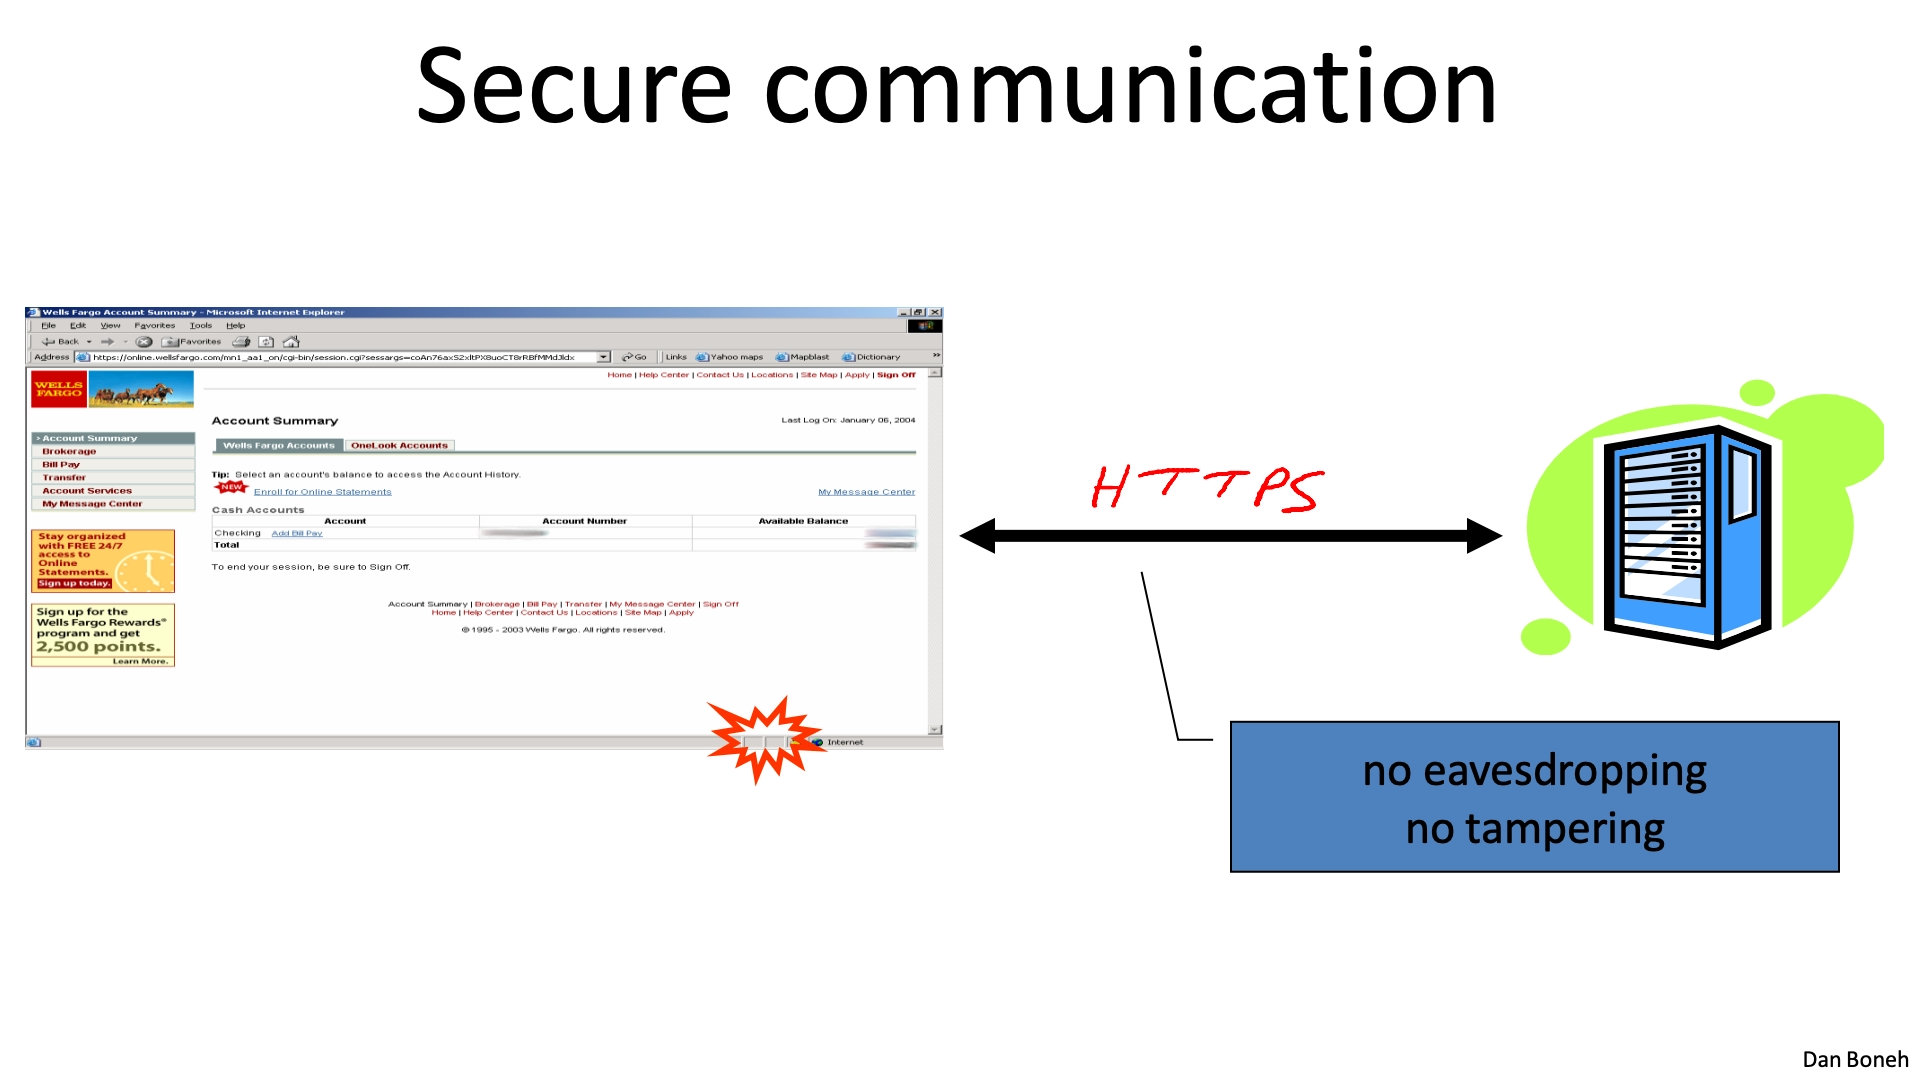 Secure communication
Wells Fargo Account Summary - Microsoft Internet Explorer
File Edit View Favorites Tools Help
Back Favorites
Address https://online.wellsfargo.com/mn1_aa1_on/cgi-bin/session.cgi?sessargs= Go Links Yahoo maps Mapblast Dictionary »
WELLS FARGO
Home | Help Center | Contact Us | Locations | Site Map | Apply | Sign Off
Account Summary
Last Log On: January 06, 2004
> Account Summary
Brokerage
Bill Pay
Transfer
Account Services
My Message Center
Wells Fargo Accounts OneLook Accounts
Tip: Select an account's balance to access the Account History.
NEW Enroll for Online Statements My Message Center
Cash Accounts
Account Account Number Available Balance
Checking Add Bill Pay
Total
To end your session, be sure to Sign Off.
Account Summary | Brokerage | Bill Pay | Transfer | My Message Center | Sign Off
Home | Help Center | Contact Us | Locations | Site Map | Apply
© 1995 - 2003 Wells Fargo. All rights reserved.
Stay organized
with FREE 24/7
access to
Online
Statements.
Sign up today.
Sign up for the
Wells Fargo Rewards®
program and get
2,500 points.
Learn More.
Internet
HTTPS
no eavesdropping
no tampering
Dan Boneh